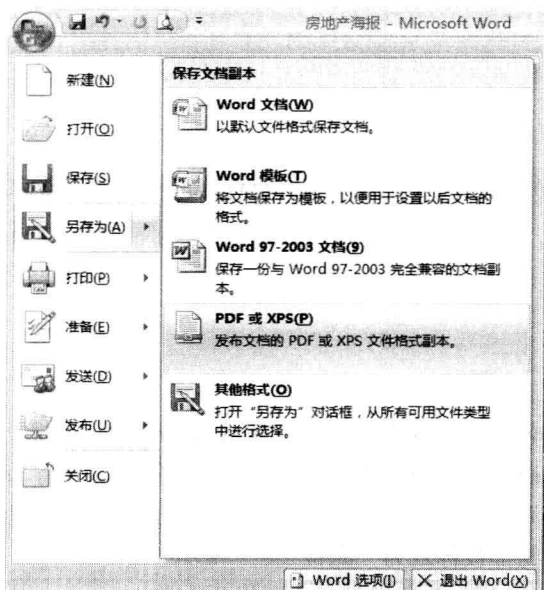 房地产海报 - Microsoft Word
新建(N)
打开(O)
保存(S)
另存为(A)
打印(P)
准备(E)
发送(D)
发布(U)
关闭(C)
保存文档副本
Word 文档(W)
以默认文件格式保存文档。
Word 模板(T)
将文档保存为模板，以便用于设置以后文档的
格式。
Word 97-2003 文档(9)
保存一份与 Word 97-2003 完全兼容的文档副
本。
PDF 或 XPS(P)
发布文档的 PDF 或 XPS 文件格式副本。
其他格式(O)
打开“另存为”对话框，从所有可用文件类型
中进行选择。
Word 选项(I)
退出 Word(X)